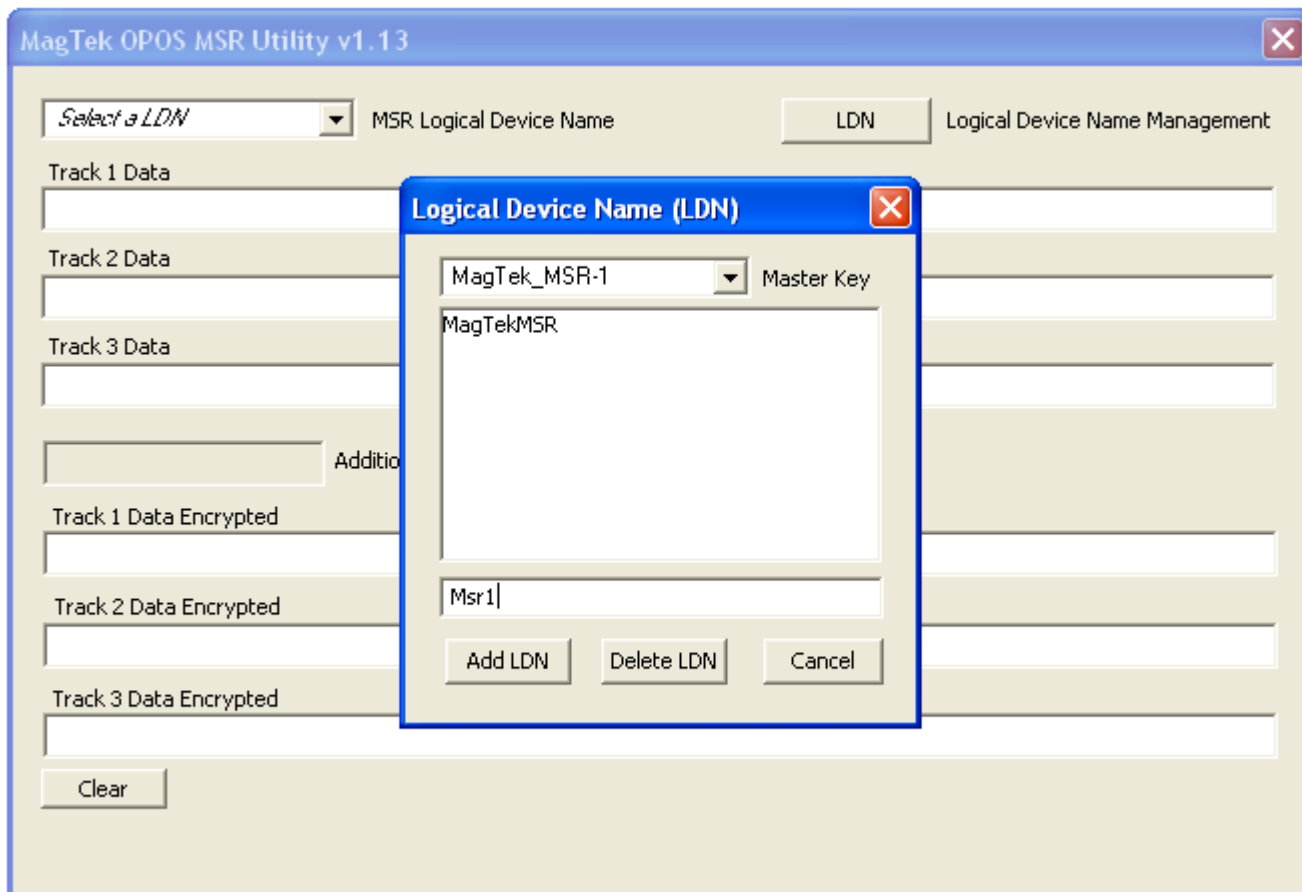 MagTek OPOS MSR Utility v1.13
Select a LDN MSR Logical Device Name LDN Logical Device Name Management
Track 1 Data
Track 2 Data
Track 3 Data
Logical Device Name (LDN)
MagTek_MSR-1 Master Key
MagTekMSR
Msr1
Add LDN Delete LDN Cancel
Additio
Track 1 Data Encrypted
Track 2 Data Encrypted
Track 3 Data Encrypted
Clear